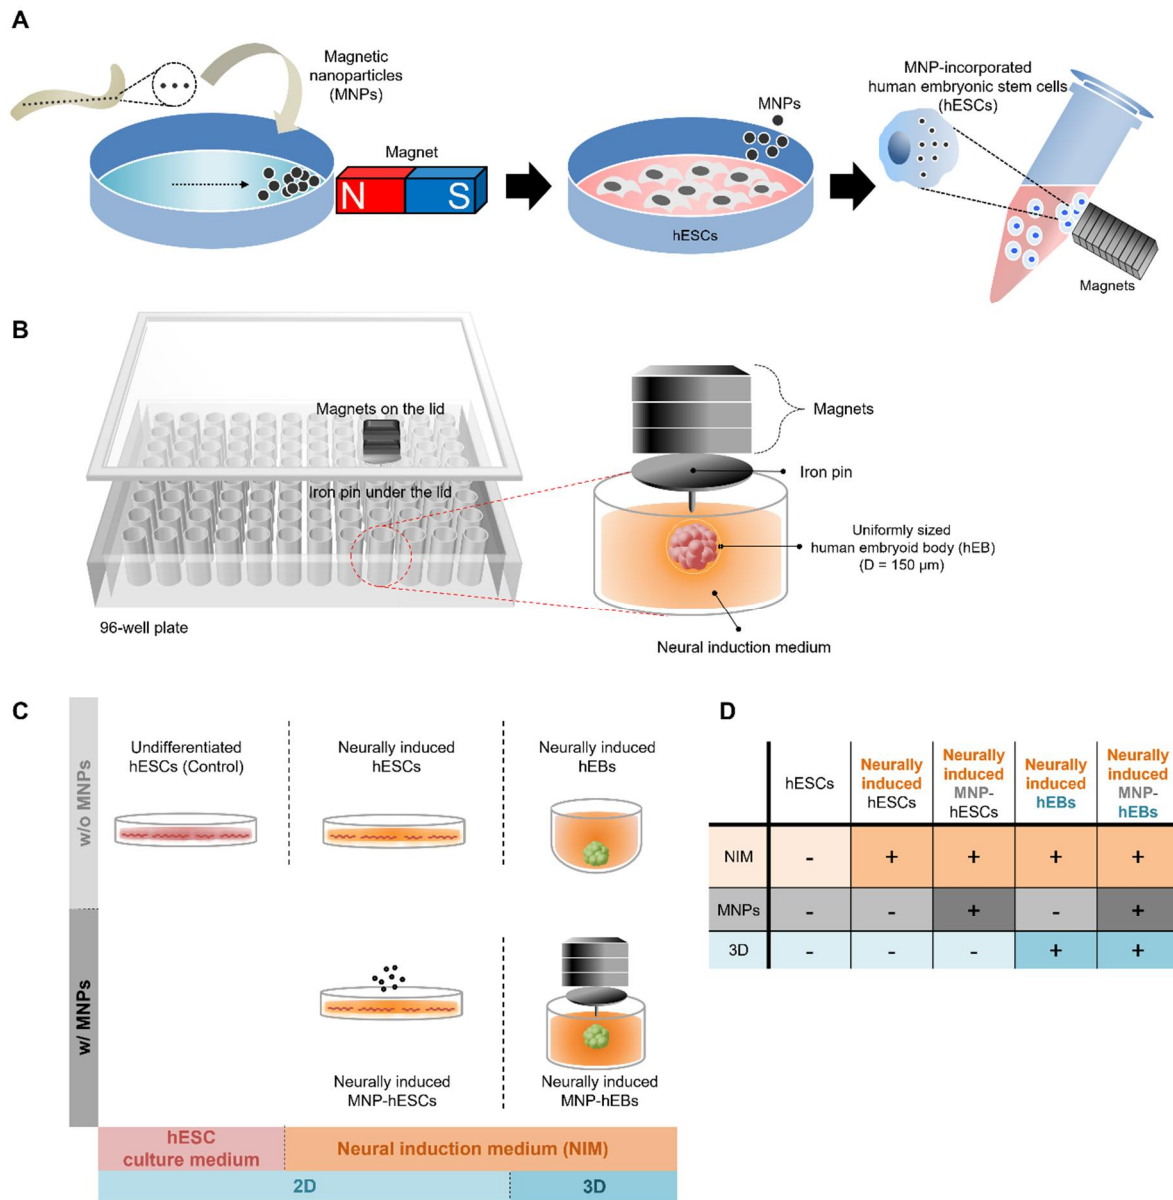 A
Magnetic
nanoparticles
(MNPs)
Magnet
N
S
MNPs
hESCs
MNP-incorporated
human embryonic stem cells
(hESCs)
Magnets
B
Magnets on the lid
Iron pin under the lid
96-well plate
Magnets
Iron pin
Uniformly sized
human embryoid body (hEB)
(D = 150 μm)
Neural induction medium
C
w/o MNPs
Undifferentiated
hESCs (Control)
Neurally induced
hESCs
Neurally induced
hEBs
w/ MNPs
Neurally induced
MNP-hESCs
Neurally induced
MNP-hEBs
hESC
culture medium
Neural induction medium (NIM)
2D
3D
D
hESCs
Neurally
induced
hESCs
Neurally
induced
MNP-
hESCs
Neurally
induced
hEBs
Neurally
induced
MNP-
hEBs
NIM - + + + +
MNPs - - + - +
3D - - - + +